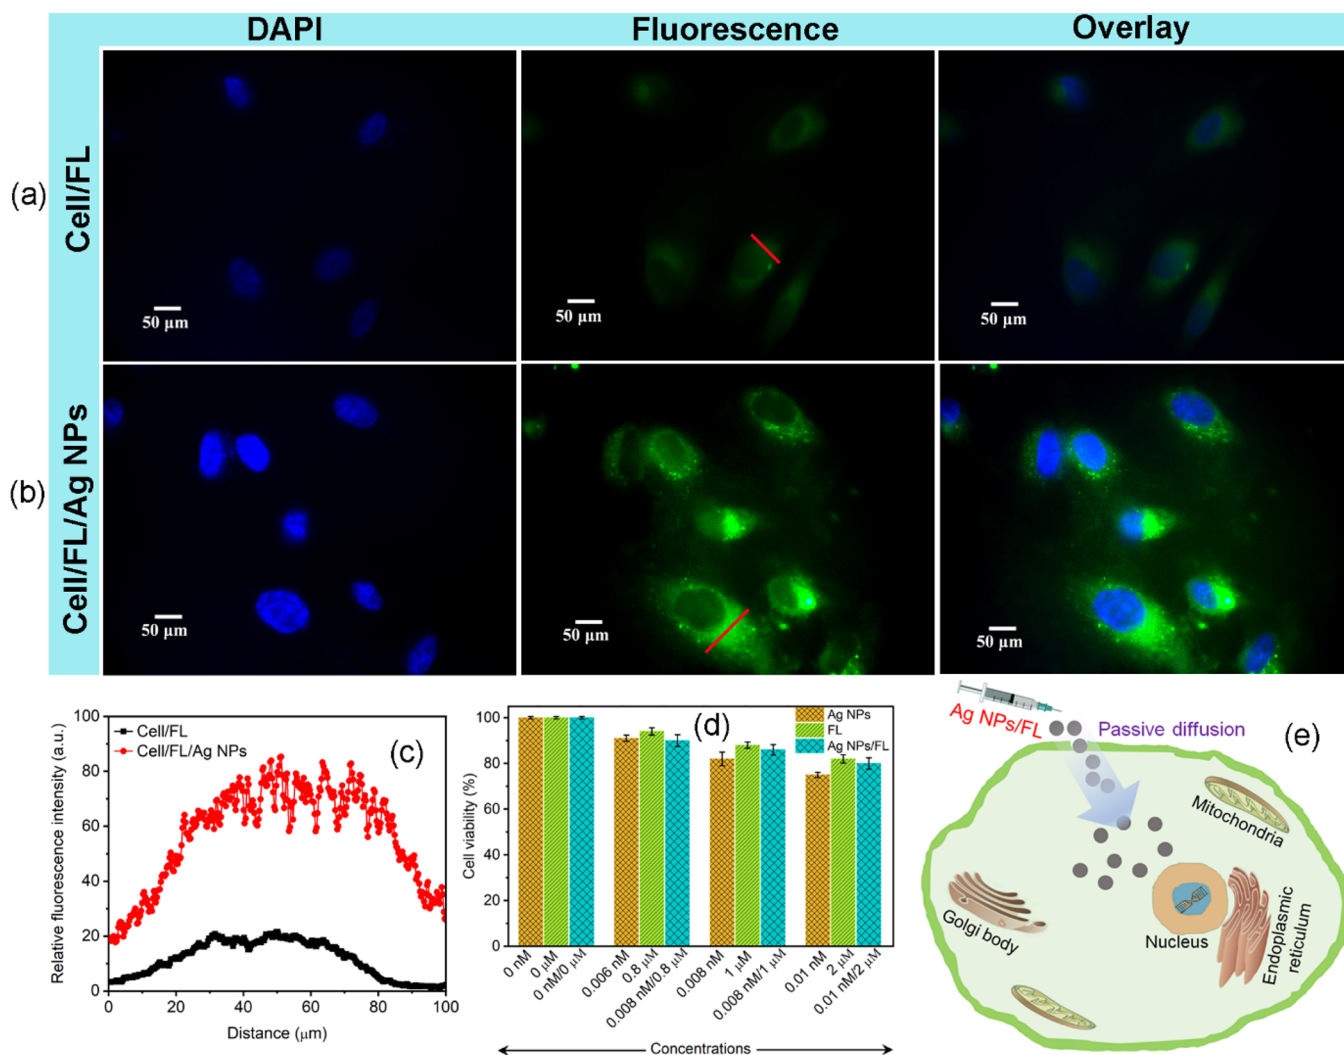 DAPI
Fluorescence
Overlay
(a)
Cell/FL
50 µm
50 µm
50 µm
(b)
Cell/FL/Ag NPs
50 µm
50 µm
50 µm
(c)
Cell/FL
Cell/FL/Ag NPs
Relative fluorescence intensity (a.u.)
100
80
60
40
20
0
0
20
40
60
80
100
Distance (µm)
(d)
Ag NPs
FL
Ag NPs/FL
Cell viability (%)
100
80
60
40
20
0
0 nM
0 µM
0 nM/0 µM
0.006 nM
0.8 µM
0.008 nM/0.8 µM
0.008 nM
1 µM
0.008 nM/1 µM
0.01 nM
2 µM
0.01 nM/2 µM
Concentrations
(e)
Ag NPs/FL
Passive diffusion
Mitochondria
Golgi body
Nucleus
Endoplasmic
reticulum